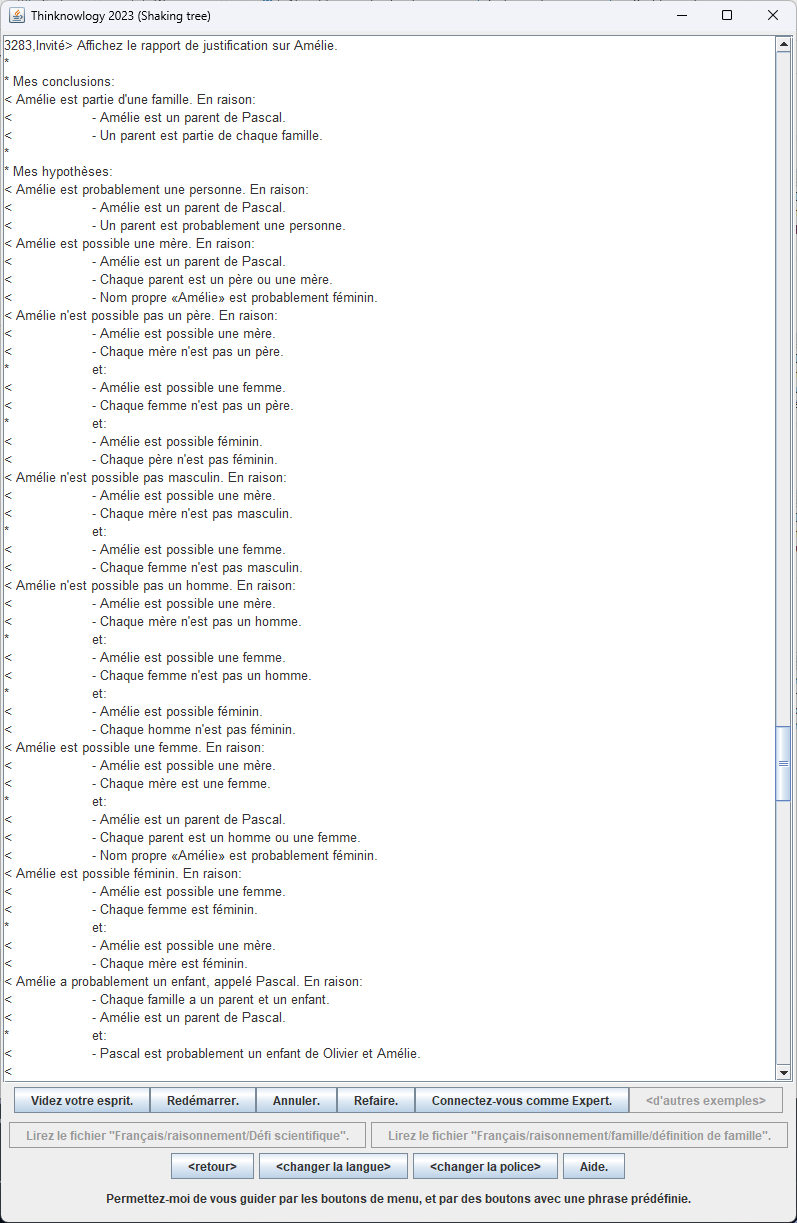 Thinknowlogy 2023 (Shaking tree)
3283,Invité> Affichez le rapport de justification sur Amélie.
*
* Mes conclusions:
< Amélie est partie d'une famille. En raison:
< - Amélie est un parent de Pascal.
< - Un parent est partie de chaque famille.
*
* Mes hypothèses:
< Amélie est probablement une personne. En raison:
< - Amélie est un parent de Pascal.
< - Un parent est probablement une personne.
< Amélie est possible une mère. En raison:
< - Amélie est un parent de Pascal.
< - Chaque parent est un père ou une mère.
< - Nom propre «Amélie» est probablement féminin.
< Amélie n'est possible pas un père. En raison:
< - Amélie est possible une mère.
< - Chaque mère n'est pas un père.
* et:
< - Amélie est possible une femme.
< - Chaque femme n'est pas un père.
* et:
< - Amélie est possible féminin.
< - Chaque père n'est pas féminin.
< Amélie n'est possible pas masculin. En raison:
< - Amélie est possible une mère.
< - Chaque mère n'est pas masculin.
* et:
< - Amélie est possible une femme.
< - Chaque femme n'est pas masculin.
< Amélie n'est possible pas un homme. En raison:
< - Amélie est possible une mère.
< - Chaque mère n'est pas un homme.
* et:
< - Amélie est possible une femme.
< - Chaque femme n'est pas un homme.
* et:
< - Amélie est possible féminin.
< - Chaque homme n'est pas féminin.
< Amélie est possible une femme. En raison:
< - Amélie est possible une mère.
< - Chaque mère est une femme.
* et:
< - Amélie est un parent de Pascal.
< - Chaque parent est un homme ou une femme.
< - Nom propre «Amélie» est probablement féminin.
< Amélie est possible féminin. En raison:
< - Amélie est possible une femme.
< - Chaque femme est féminin.
* et:
< - Amélie est possible une mère.
< - Chaque mère est féminin.
< Amélie a probablement un enfant, appelé Pascal. En raison:
< - Chaque famille a un parent et un enfant.
< - Amélie est un parent de Pascal.
* et:
< - Pascal est probablement un enfant de Olivier et Amélie.
<
Videz votre esprit. Redémarrer. Annuler. Refaire. Connectez-vous comme Expert. <d'autres exemples>
Lirez le fichier "Français/raisonnement/Défi scientifique". Lirez le fichier "Français/raisonnement/famille/définition de famille".
<retour> <changer la langue> <changer la police> Aide.
Permettez-moi de vous guider par les boutons de menu, et par des boutons avec une phrase prédéfinie.